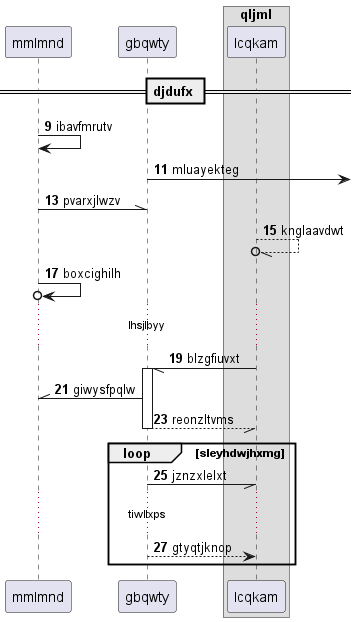 qljml
mmlmnd gbqwty lcqkam
djdufx
9 ibavfmrutv
11 mluayekteg
13 pvarxjlwzv
15 knglaavdwt
17 boxcighilh
lhsjlbyy
19 blzgfiuvxt
21 giwysfpqlw
23 reonzltvms
loop [sleyhdwjhxmg]
25 jznzxlelxt
tiwllxps
27 gtyqtjknop
mmlmnd gbqwty lcqkam